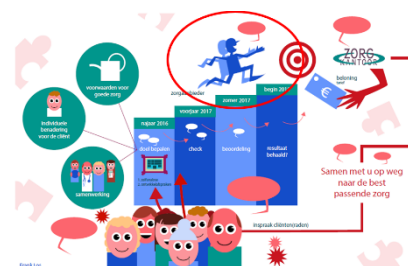 voorwaarden voor
goede zorg
individuele
benadering
voor de cliënt
samenwerking
zorgaanbieder
najaar 2016
voorjaar 2017
zomer 2017
begin
doel bepalen
check
beoordeling
resultaat
behaald?
ZORG
KANTOOR
beloning
€
Samen met u op weg
naar de best
passende zorg
inspraak cliënten(raden)